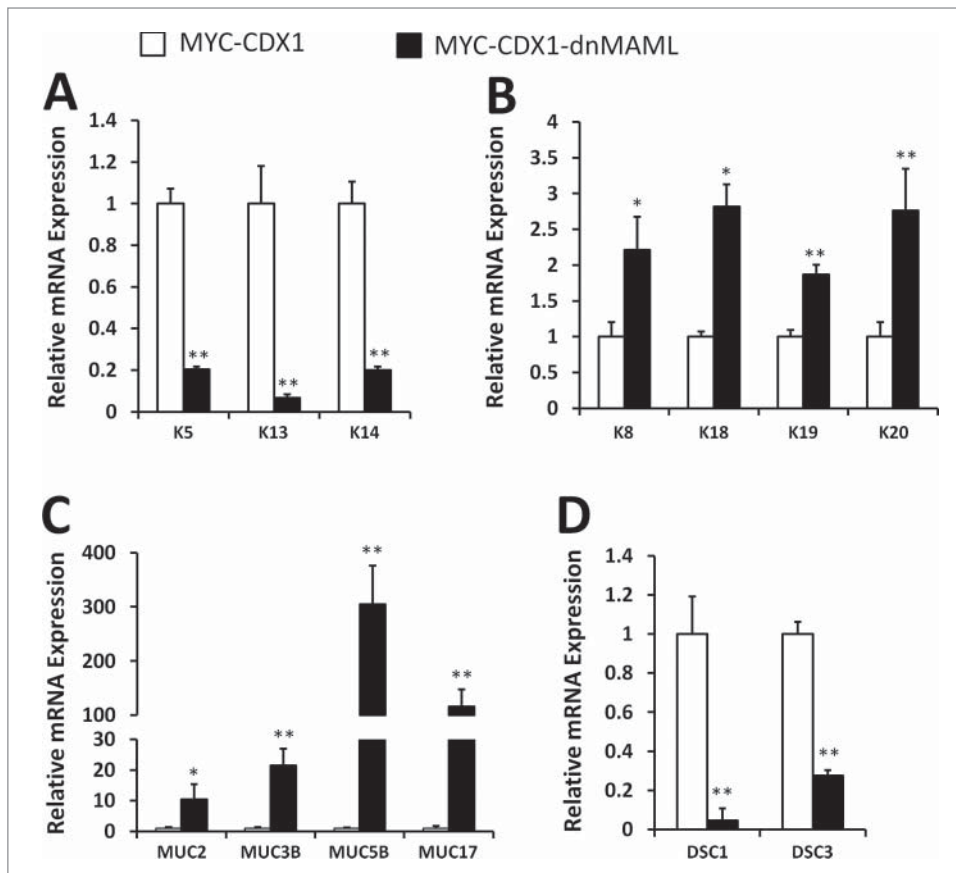 MYC-CDX1 MYC-CDX1-dnMAML
A
Relative mRNA Expression
1.4
1.2
1
0.8
0.6
0.4
0.2
0
** ** **
K5 K13 K14
B
Relative mRNA Expression
4
3.5
3
2.5
2
1.5
1
0.5
0
* * ** **
K8 K18 K19 K20
C
Relative mRNA Expression
400
300
200
100
30
20
10
0
* ** ** **
MUC2 MUC3B MUC5B MUC17
D
Relative mRNA Expression
1.4
1.2
1
0.8
0.6
0.4
0.2
0
** **
DSC1 DSC3